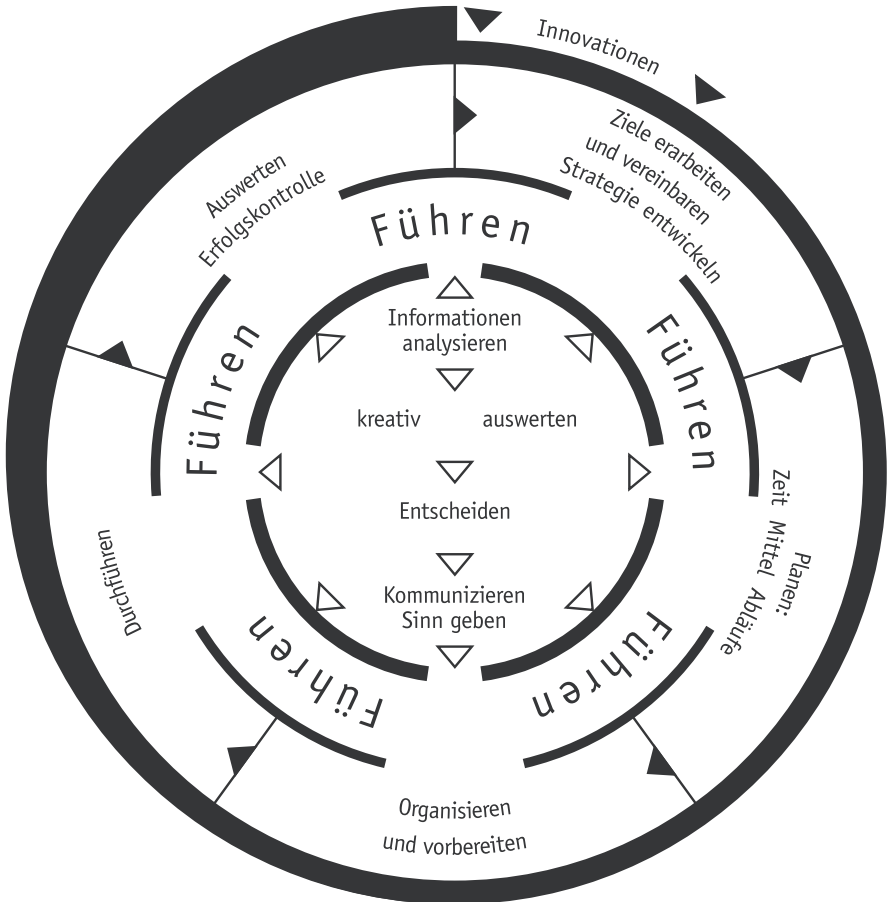 Innovationen
Ziele erarbeiten
und vereinbaren
Strategie entwickeln
Auswerten
Erfolgskontrolle
Führen
Führen
Führen
Informationen
analysieren
kreativ auswerten
Entscheiden
Kommunizieren
Sinn geben
Planen:
Zeit Mittel Abläufe
Durchführen
Führen
Führen
Organisieren
und vorbereiten